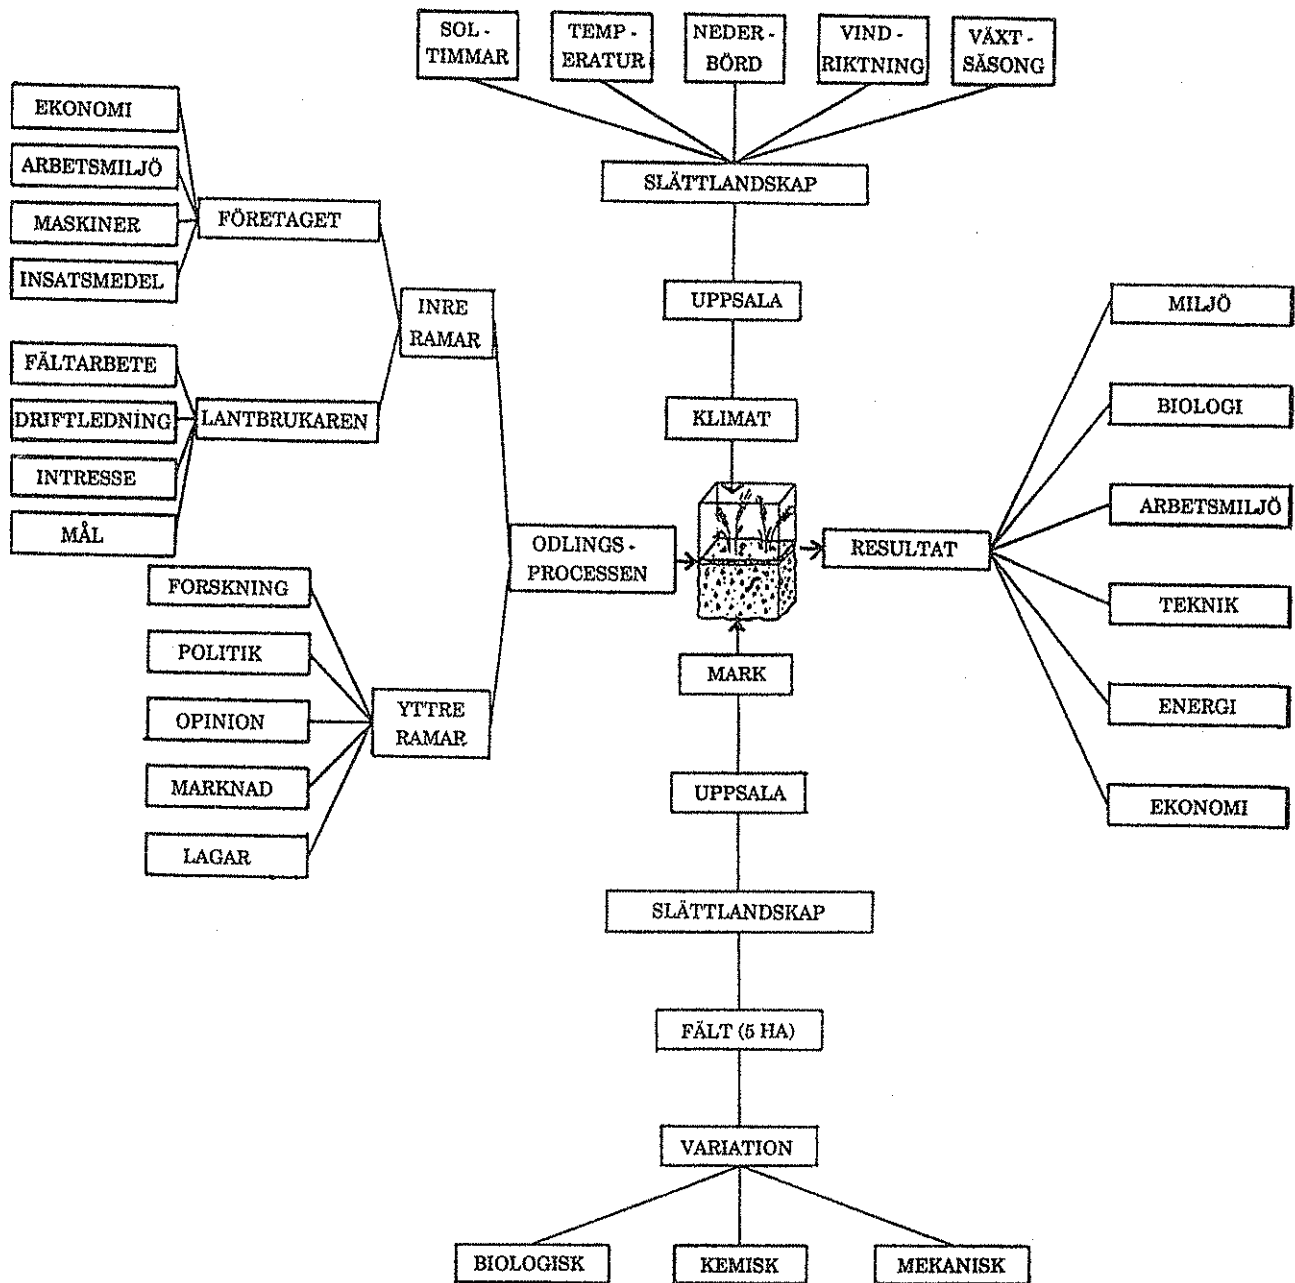 SOL -
TIMMAR
TEMP -
ERATUR
NEDER -
BÖRD
VIND -
RIKTNING
VÄXT -
SÄSONG
SLÄTTLANDSKAP
UPPSALA
KLIMAT
EKONOMI
ARBETSMILJÖ
MASKINER
INSATSMEDEL
FÖRETAGET
INRE
RAMAR
FÄLTARBETE
DRIFTLEDNING
INTRESSE
MÅL
LANTBRUKAREN
ODLINGS -
PROCESSEN
FORSKNING
POLITIK
OPINION
MARKNAD
LAGAR
YTTRE
RAMAR
RESULTAT
MILJÖ
BIOLOGI
ARBETSMILJÖ
TEKNIK
ENERGI
EKONOMI
MARK
UPPSALA
SLÄTTLANDSKAP
FÄLT (5 HA)
VARIATION
BIOLOGISK
KEMISK
MEKANISK